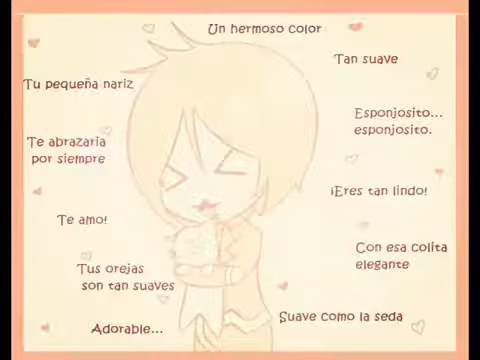 Un hermoso color
Tan suave
Tu pequeña nariz
Esponjosito...
esponjosito.
Te abrazaria
por siempre
¡Eres tan lindo!
Te amo!
Con esa colita
elegante
Tus orejas
son tan suaves
Suave como la seda
Adorable...